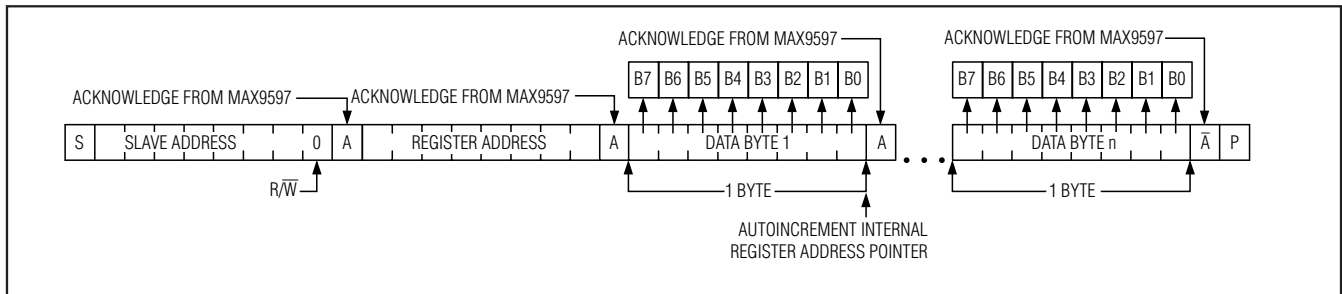 ACKNOWLEDGE FROM MAX9597
ACKNOWLEDGE FROM MAX9597
B7 B6 B5 B4 B3 B2 B1 B0
B7 B6 B5 B4 B3 B2 B1 B0
ACKNOWLEDGE FROM MAX9597
ACKNOWLEDGE FROM MAX9597
S SLAVE ADDRESS 0 A REGISTER ADDRESS A DATA BYTE 1 A • • • DATA BYTE n A̅ P
R/W̅
1 BYTE
1 BYTE
AUTOINCREMENT INTERNAL
REGISTER ADDRESS POINTER